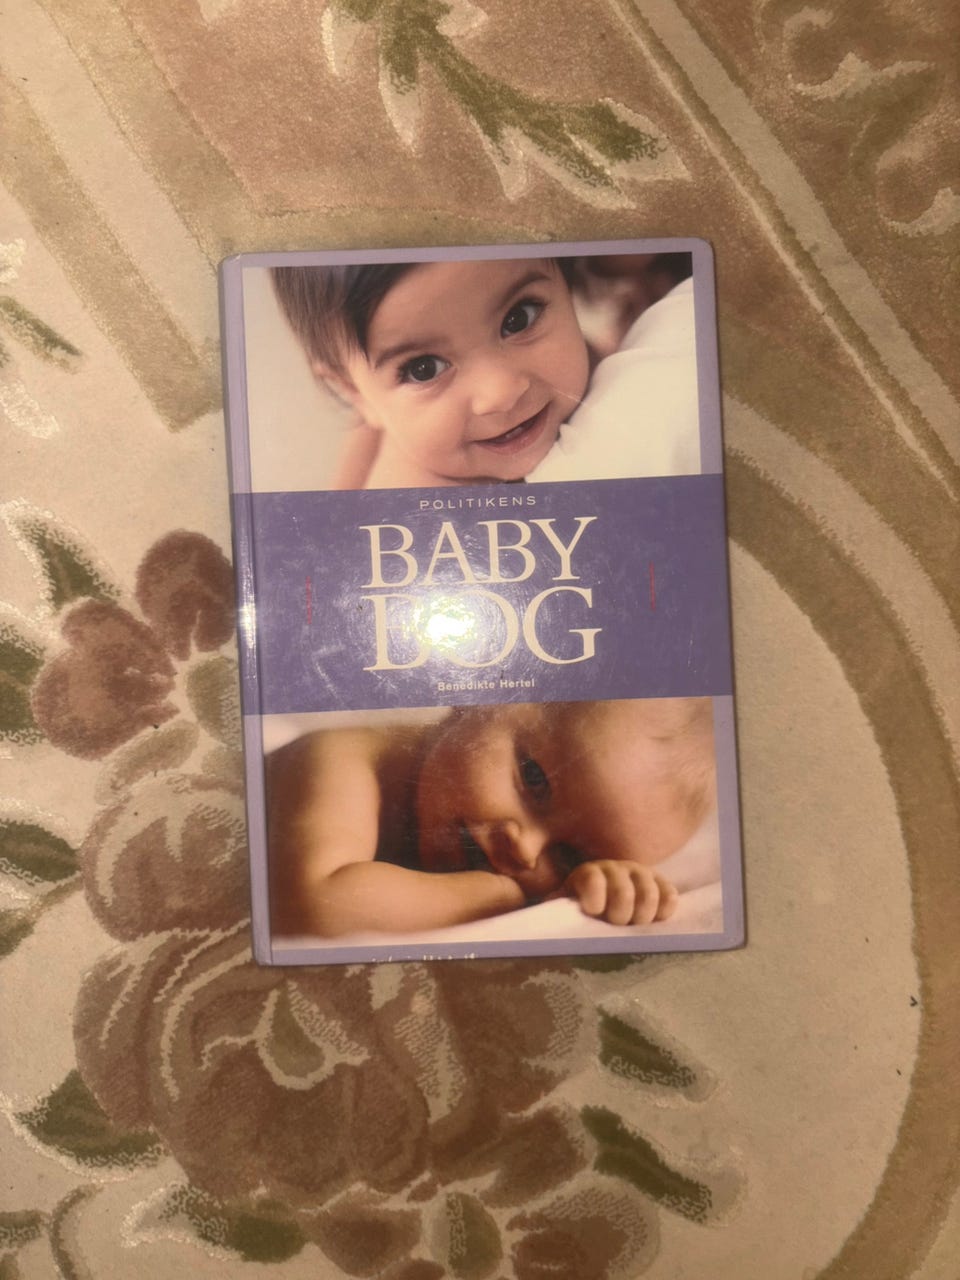 POLITIKENS
BABY
BOG
Benedikte Hertel